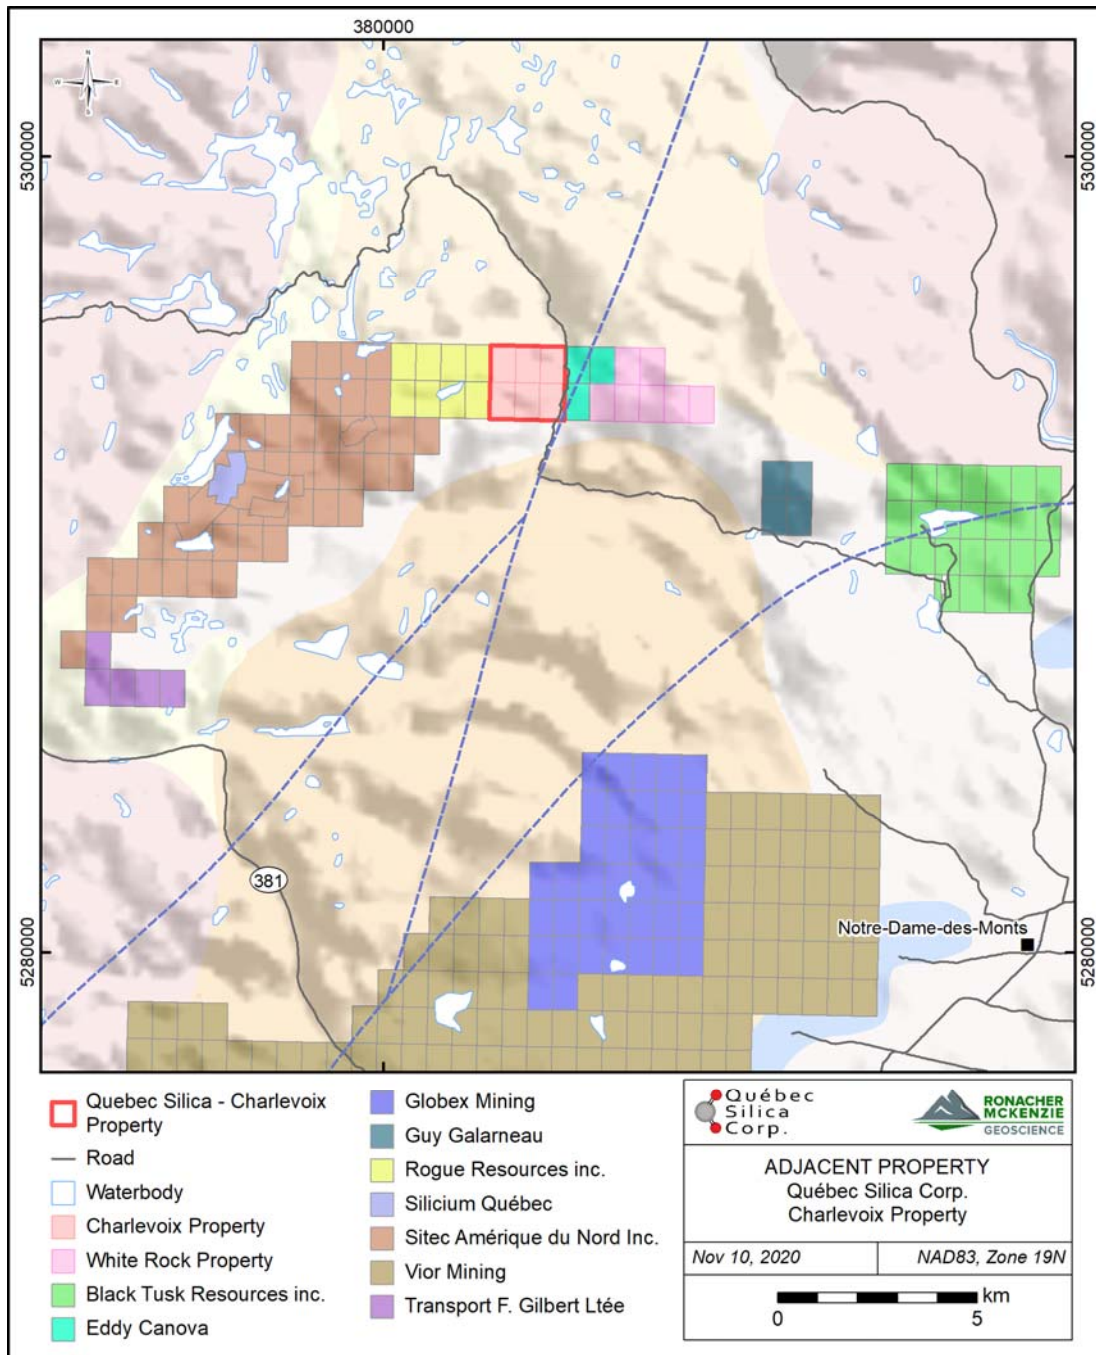 380000
N
W E
S
5300000
5300000
381
Notre-Dame-des-Monts
5280000
5280000
Quebec Silica - Charlevoix
Property
Road
Waterbody
Charlevoix Property
White Rock Property
Black Tusk Resources inc.
Eddy Canova
Globex Mining
Guy Galarneau
Rogue Resources inc.
Silicium Québec
Sitec Amérique du Nord Inc.
Vior Mining
Transport F. Gilbert Ltée
Québec
Silica
Corp.
RONACHER
MCKENZIE
GEOSCIENCE
ADJACENT PROPERTY
Québec Silica Corp.
Charlevoix Property
Nov 10, 2020
NAD83, Zone 19N
km
0 5